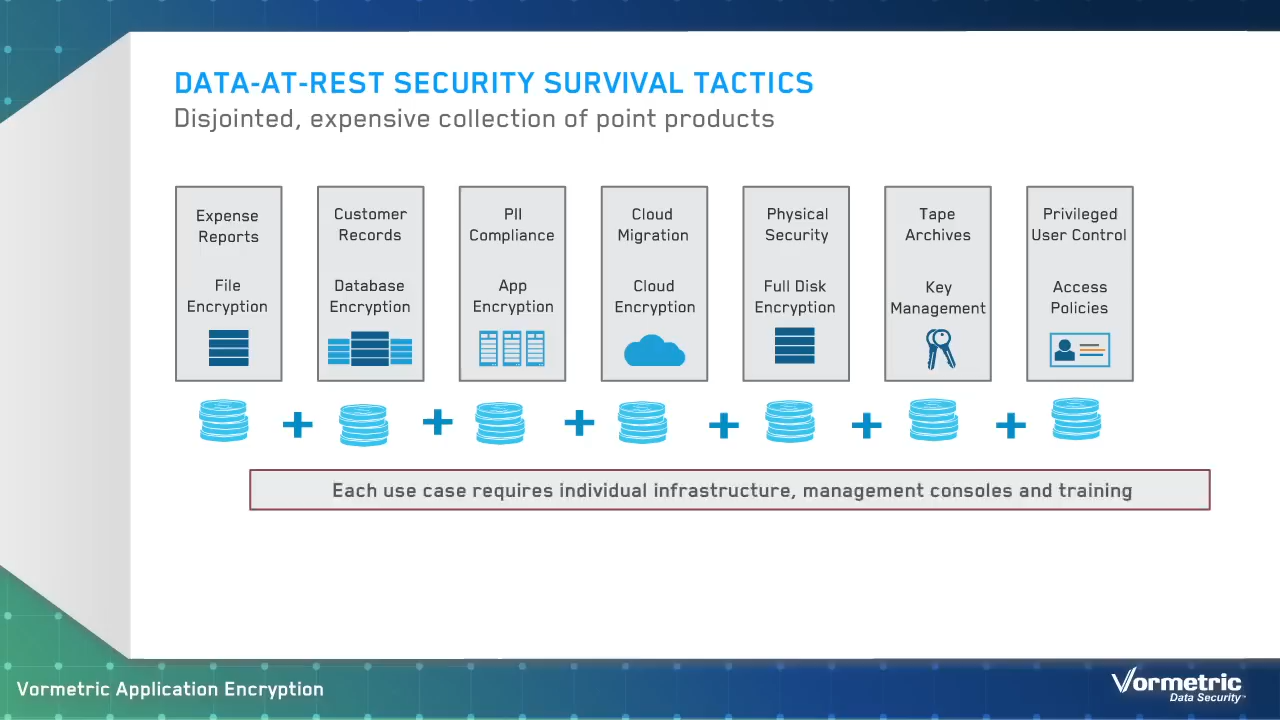 DATA-AT-REST SECURITY SURVIVAL TACTICS
Disjointed, expensive collection of point products
Expense
Reports
File
Encryption
Customer
Records
Database
Encryption
PII
Compliance
App
Encryption
Cloud
Migration
Cloud
Encryption
Physical
Security
Full Disk
Encryption
Tape
Archives
Key
Management
Privileged
User Control
Access
Policies
Each use case requires individual infrastructure, management consoles and training
Vormetric Application Encryption
Vormetric
Data Security™